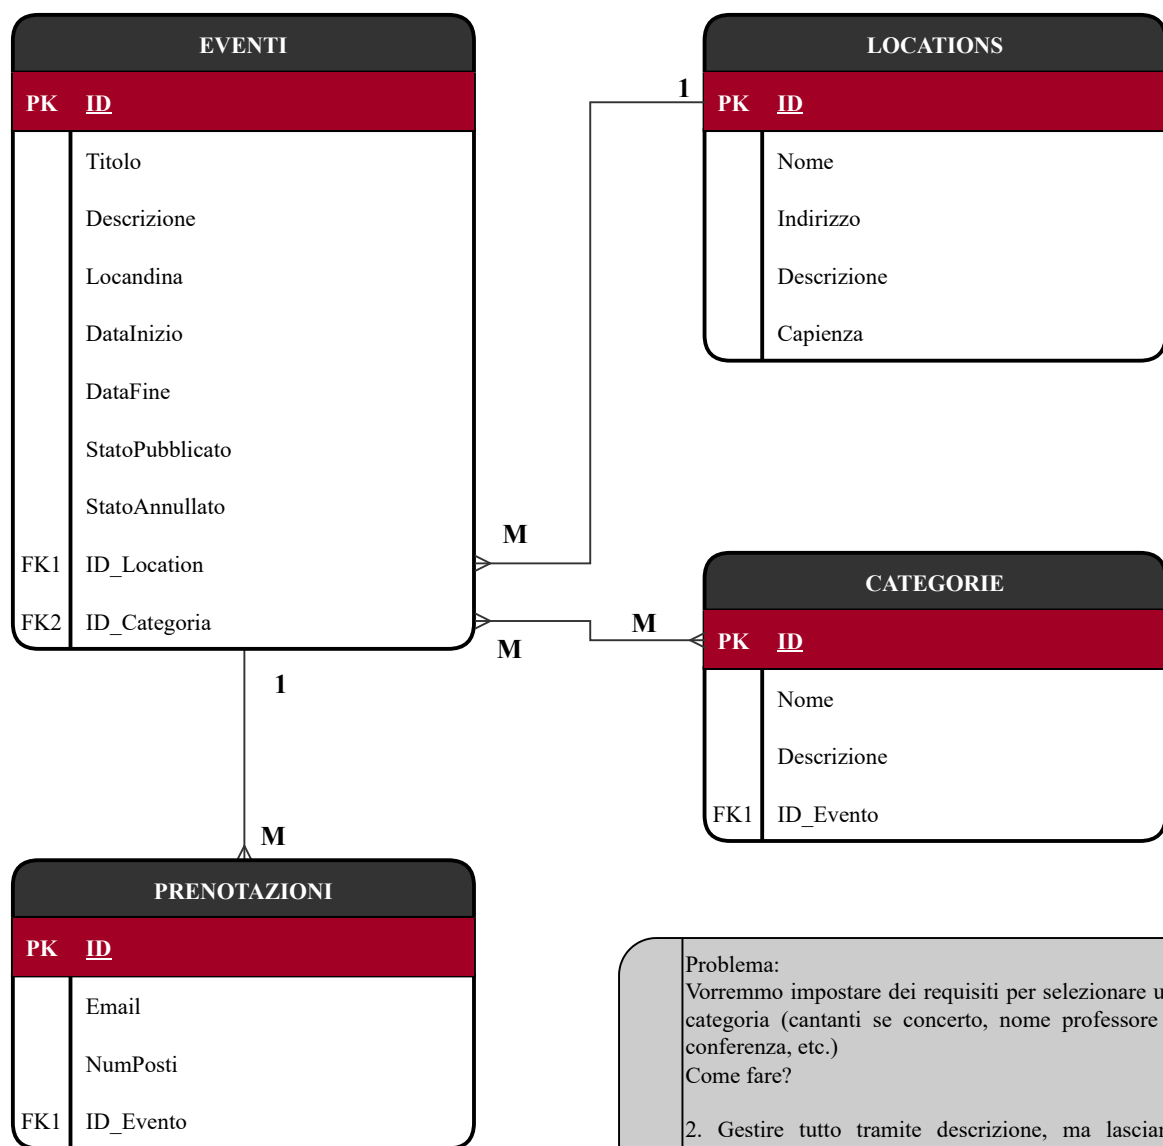 EVENTI
PK ID
Titolo
Descrizione
Locandina
DataInizio
DataFine
StatoPubblicato
StatoAnnullato
FK1 ID_Location
FK2 ID_Categoria
1
M
LOCATIONS
PK ID
Nome
Indirizzo
Descrizione
Capienza
M
M
CATEGORIE
PK ID
Nome
Descrizione
FK1 ID_Evento
1
M
PRENOTAZIONI
PK ID
Email
NumPosti
FK1 ID_Evento
Problema:
Vorremmo impostare dei requisiti per selezionare
categoria (cantanti se concerto, nome professore
conferenza, etc.)
Come fare?
2. Gestire tutto tramite descrizione, ma